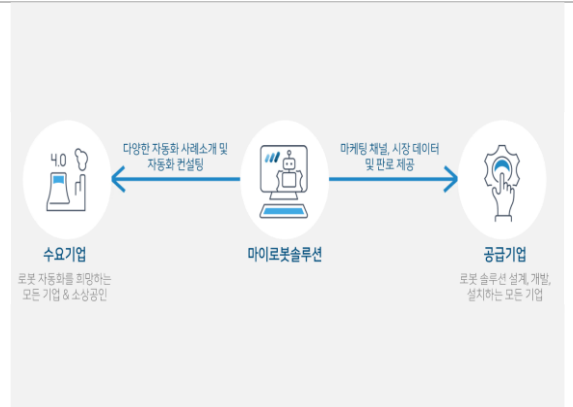 다양한 자동화 사례소개 및
자동화 컨설팅
마케팅 채널, 시장 데이터
및 판로 제공
4.0
수요기업
마이로봇솔루션
공급기업
로봇 자동화를 희망하는
모든 기업 & 소상공인
로봇 솔루션 설계, 개발,
설치하는 모든 기업